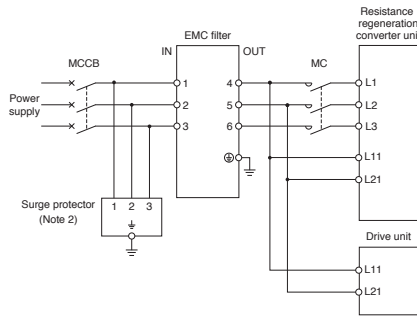 Resistance
regeneration
converter uni
EMC filter
IN
OUT
MCCB
MC
Power
supply
1
4
L1
2
5
L2
3
6
L3
L11
L21
Surge protector
(Note 2)
1 2 3
Drive unit
L11
L21